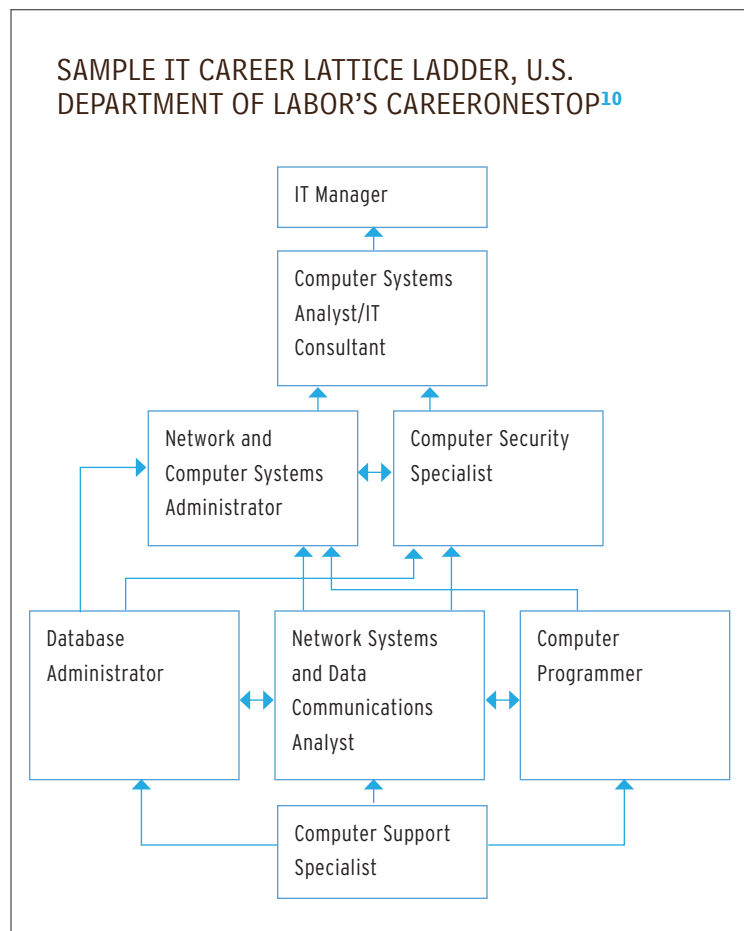 SAMPLE IT CAREER LATTICE LADDER, U.S.
DEPARTMENT OF LABOR'S CAREERONESTOP10
IT Manager
Computer Systems
Analyst/IT
Consultant
Network and
Computer Systems
Administrator
Computer Security
Specialist
Database
Administrator
Network Systems
and Data
Communications
Analyst
Computer
Programmer
Computer Support
Specialist